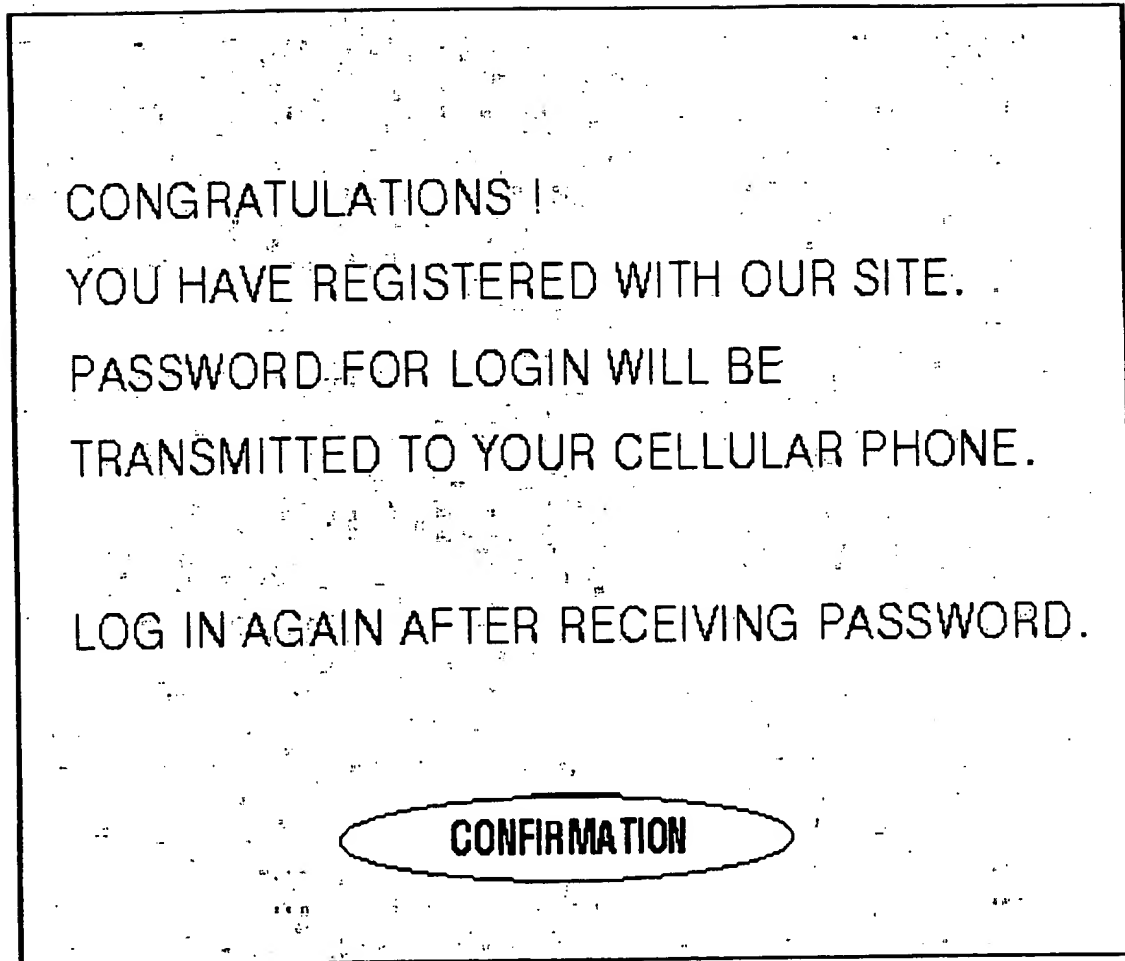 CONGRATULATIONS !
YOU HAVE REGISTERED WITH OUR SITE.
PASSWORD FOR LOGIN WILL BE
TRANSMITTED TO YOUR CELLULAR PHONE.
LOG IN AGAIN AFTER RECEIVING PASSWORD.
CONFIRMATION